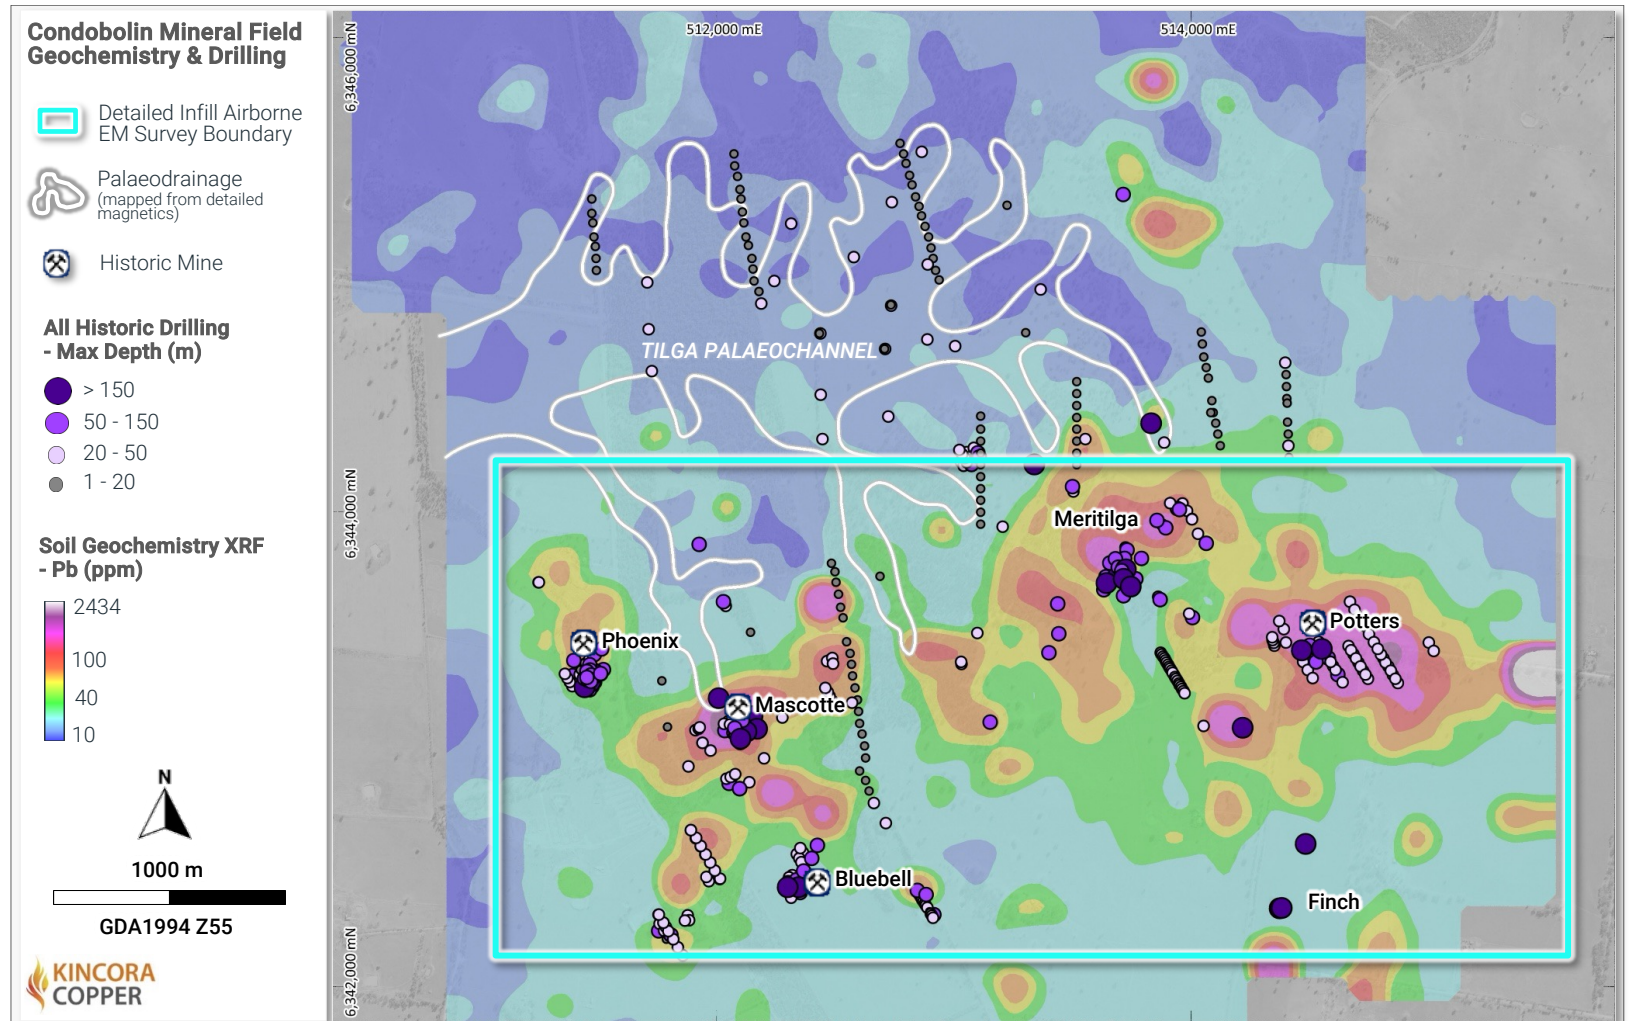 Condobolin Mineral Field
Geochemistry & Drilling
Detailed Infill Airborne
EM Survey Boundary
Palaeodrainage
(mapped from detailed
magnetics)
Historic Mine
All Historic Drilling
- Max Depth (m)
> 150
50 - 150
20 - 50
1 - 20
Soil Geochemistry XRF
- Pb (ppm)
2434
100
40
10
N
1000 m
GDA1994 Z55
KINCORA
COPPER
512,000 mE
514,000 mE
6,346,000 mN
6,344,000 mN
6,342,000 mN
TILGA PALAEOCHANNEL
Meritilga
Potters
Phoenix
Mascotte
Bluebell
Finch